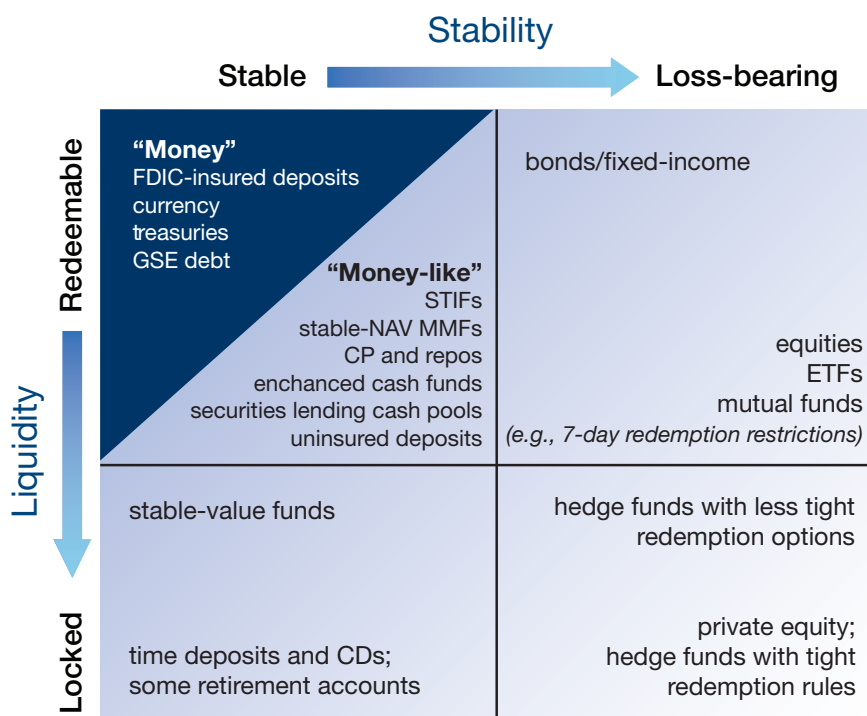 Stability
Stable
Loss-bearing
Liquidity
Redeemable
Locked
“Money”
FDIC-insured deposits
currency
treasuries
GSE debt
“Money-like”
STIFs
stable-NAV MMFs
CP and repos
enchanced cash funds
securities lending cash pools
uninsured deposits
bonds/fixed-income
equities
ETFs
mutual funds
(e.g., 7-day redemption restrictions)
stable-value funds
time deposits and CDs;
some retirement accounts
hedge funds with less tight
redemption options
private equity;
hedge funds with tight
redemption rules